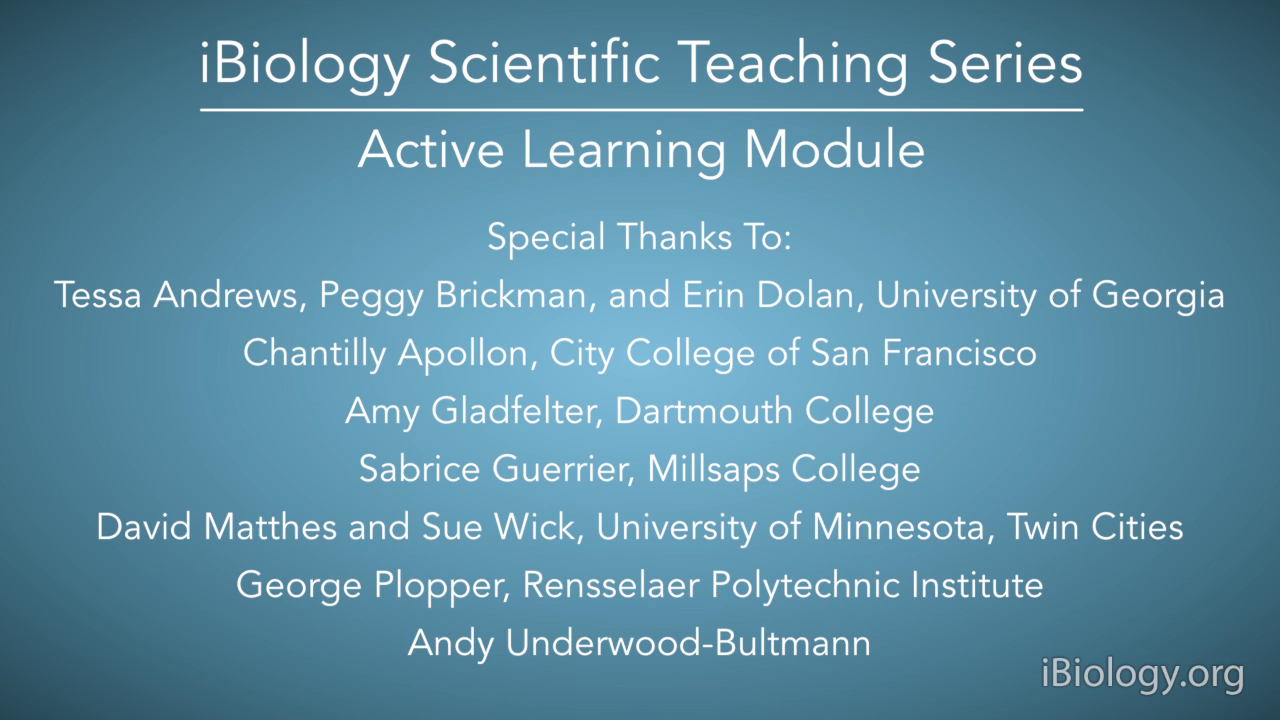 iBiology Scientific Teaching Series
Active Learning Module
Special Thanks To:
Tessa Andrews, Peggy Brickman, and Erin Dolan, University of Georgia
Chantilly Apollon, City College of San Francisco
Amy Gladfelter, Dartmouth College
Sabrice Guerrier, Millsaps College
David Matthes and Sue Wick, University of Minnesota, Twin Cities
George Plopper, Rensselaer Polytechnic Institute
Andy Underwood-Bultmann
iBiology.org